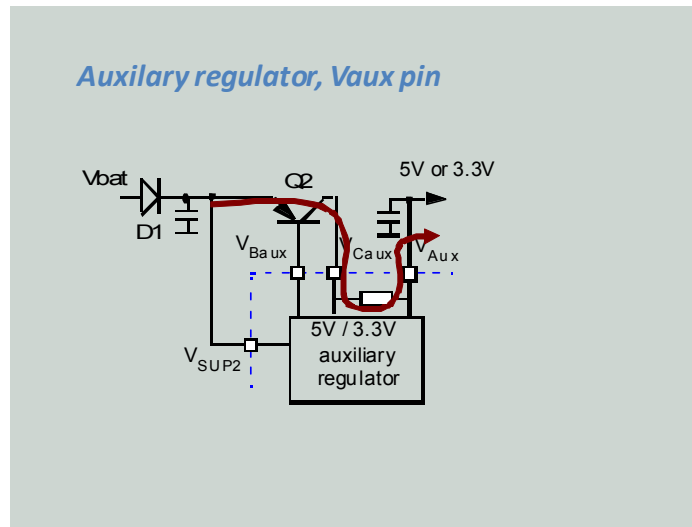 Auxilary regulator, Vaux pin
5V or 3.3V
Vbat
Q2
D1
VBaux
VCaux
VAux
5V / 3.3V
auxiliary
regulator
VSUP2